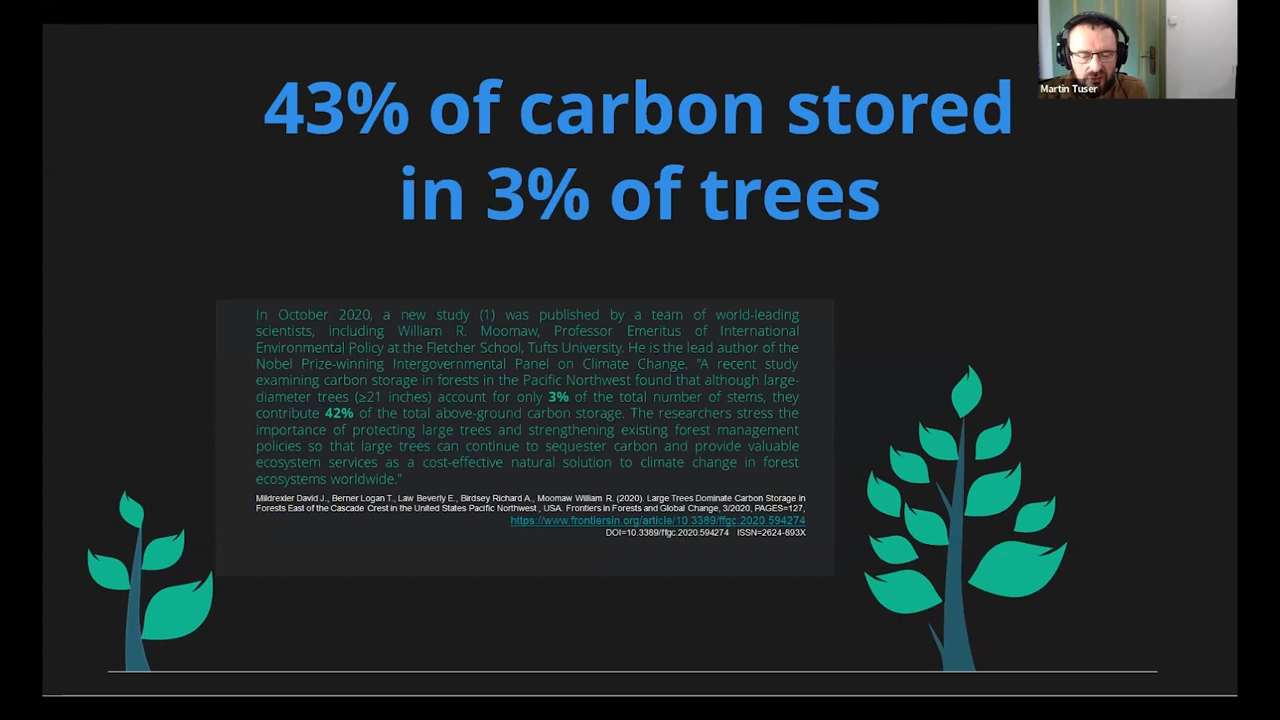 43% of carbon stored
in 3% of trees
Martin Tuser
In October 2020, a new study (1) was published by a team of world-leading
scientists, including William R. Moomaw, Professor Emeritus of International
Environmental Policy at the Fletcher School, Tufts University. He is the lead author of the
Nobel Prize-winning Intergovernmental Panel on Climate Change. "A recent study
examining carbon storage in forests in the Pacific Northwest found that although large-
diameter trees (≥21 inches) account for only 3% of the total number of stems, they
contribute 42% of the total above-ground carbon storage. The researchers stress the
importance of protecting large trees and strengthening existing forest management
policies so that large trees can continue to sequester carbon and provide valuable
ecosystem services as a cost-effective natural solution to climate change in forest
ecosystems worldwide."
Mildrexler David J., Berner Logan T., Law Beverly E., Birdsey Richard A., Moomaw William R. (2020). Large Trees Dominate Carbon Storage in
Forests East of the Cascade Crest in the United States Pacific Northwest , USA. Frontiers in Forests and Global Change, 3/2020, PAGES=127,
https://www.frontiersin.org/article/10.3389/ffgc.2020.594274
DOI=10.3389/ffgc.2020.594274 ISSN=2624-893X